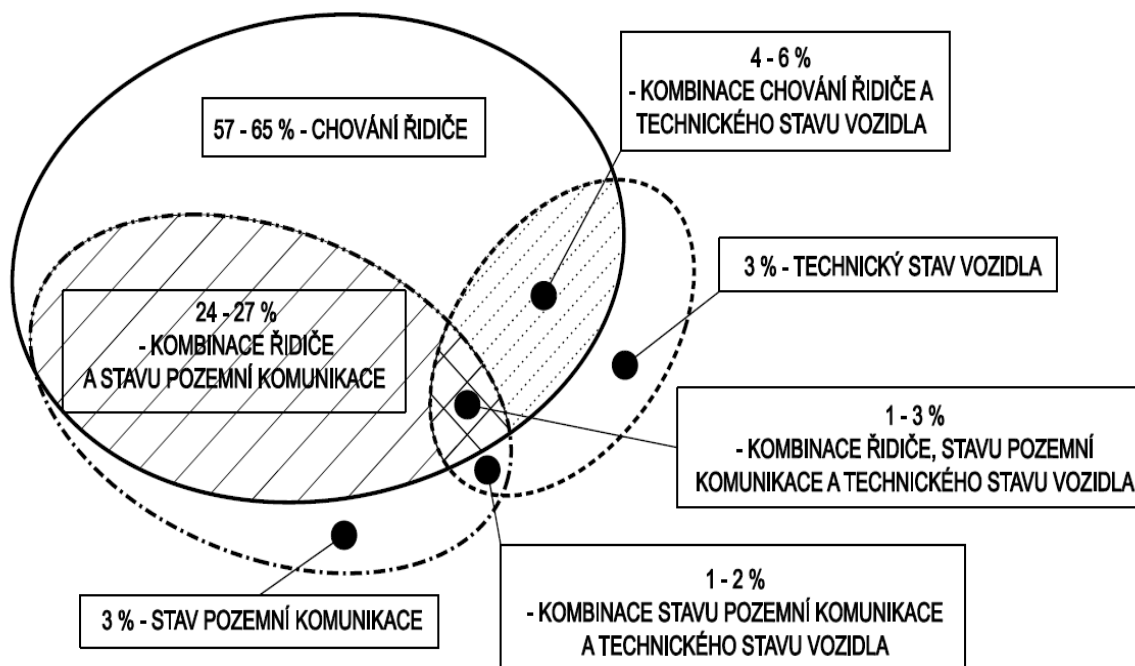 4 - 6 %
- KOMBINACE CHOVÁNÍ ŘIDIČE A
TECHNICKÉHO STAVU VOZIDLA
57 - 65 % - CHOVÁNÍ ŘIDIČE
3 % - TECHNICKÝ STAV VOZIDLA
24 - 27 %
- KOMBINACE ŘIDIČE
A STAVU POZEMNÍ KOMUNIKACE
1 - 3 %
- KOMBINACE ŘIDIČE, STAVU POZEMNÍ
KOMUNIKACE A TECHNICKÉHO STAVU VOZIDLA
1 - 2 %
- KOMBINACE STAVU POZEMNÍ KOMUNIKACE
A TECHNICKÉHO STAVU VOZIDLA
3 % - STAV POZEMNÍ KOMUNIKACE